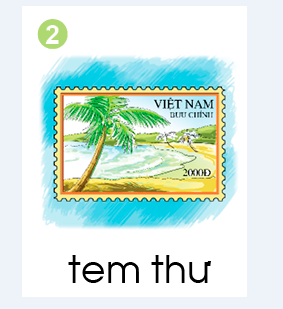 2
VIỆT NAM
BƯU CHÍNH
2000Đ
tem thư